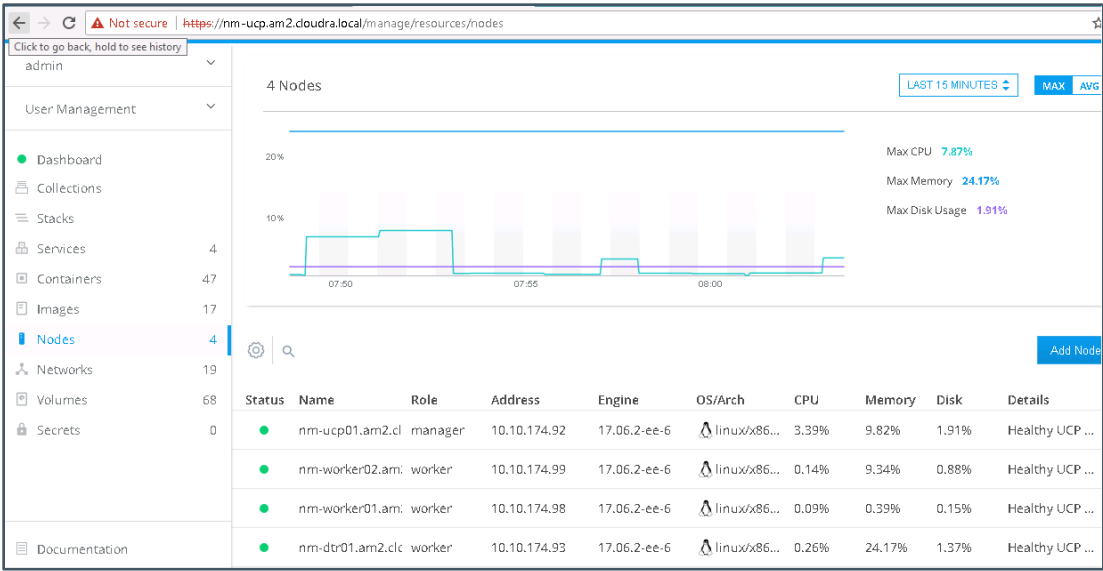 Not secure | https://nm-ucp.am2.cloudra.local/manage/resources/nodes
Click to go back, hold to see history
admin
User Management
Dashboard
Collections
Stacks
Services 4
Containers 47
Images 17
Nodes 4
Networks 19
Volumes 68
Secrets 0
Documentation
4 Nodes
LAST 15 MINUTES
MAX AVG
20%
10%
07:50 07:55 08:00
Max CPU 7.87%
Max Memory 24.17%
Max Disk Usage 1.91%
Add Node
Status Name Role Address Engine OS/Arch CPU Memory Disk Details
nm-ucp01.am2.cl manager 10.10.174.92 17.06.2-ee-6 linux/x86... 3.39% 9.82% 1.91% Healthy UCP ...
nm-worker02.am: worker 10.10.174.99 17.06.2-ee-6 linux/x86... 0.14% 9.34% 0.88% Healthy UCP ...
nm-worker01.am: worker 10.10.174.98 17.06.2-ee-6 linux/x86... 0.09% 0.39% 0.15% Healthy UCP ...
nm-dtr01.am2.clc worker 10.10.174.93 17.06.2-ee-6 linux/x86... 0.26% 24.17% 1.37% Healthy UCP ...